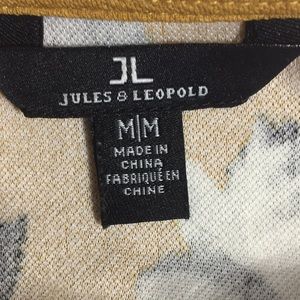 JL
JULES & LEOPOLD
M|M
MADE IN
CHINA
FABRIQUÉ EN
CHINE